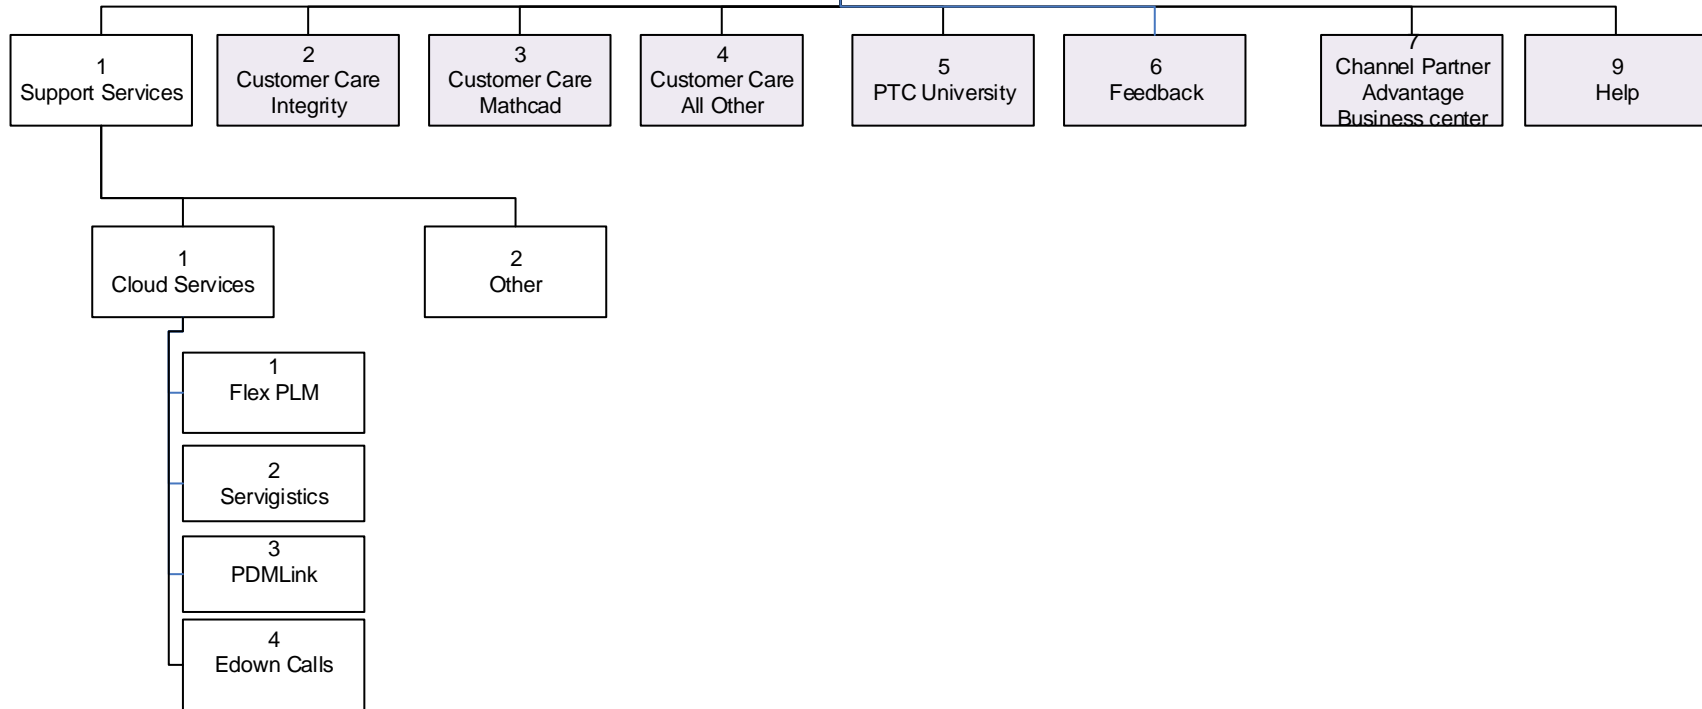 1
Support Services
2
Customer Care
Integrity
3
Customer Care
Mathcad
4
Customer Care
All Other
5
PTC University
6
Feedback
7
Channel Partner
Advantage
Business center
9
Help
1
Cloud Services
2
Other
1
Flex PLM
2
Servigistics
3
PDMLink
4
Edown Calls